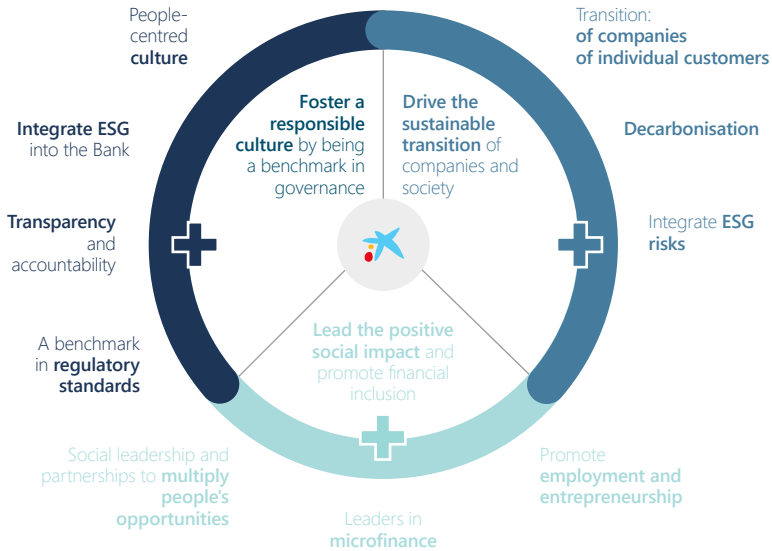 People-
centred
culture
Integrate ESG
into the Bank
Transparency
and
accountability
A benchmark
in regulatory
standards
Foster a
responsible
culture by being
a benchmark in
governance
Drive the
sustainable
transition of
companies and
society
Transition:
of companies
of individual customers
Decarbonisation
Integrate ESG
risks
Lead the positive
social impact and
promote financial
inclusion
Social leadership and
partnerships to multiply
people's
opportunities
Leaders in
microfinance
Promote
employment and
entrepreneurship